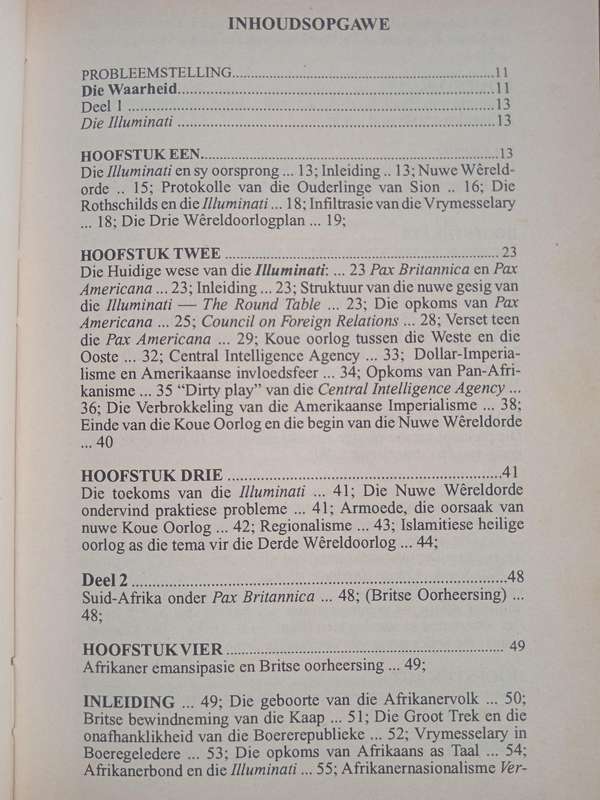 INHOUDSOPGAWE
PROBLEEMSTELLING..........................................................11
Die Waarheid......................................................................11
Deel 1 .................................................................................13
Die Illuminati .......................................................................13
HOOFSTUK EEN..................................................................13
Die Illuminati en sy oorsprong ... 13; Inleiding .. 13; Nuwe Wêreld-
orde .. 15; Protokolle van die Ouderlinge van Sion .. 16; Die
Rothschilds en die Illuminati ... 18; Infiltrasie van die Vrymesselary
... 18; Die Drie Wêreldoorlogplan ... 19;
HOOFSTUK TWEE ..............................................................23
Die Huidige wese van die Illuminati: ... 23 Pax Britannica en Pax
Americana ... 23; Inleiding ... 23; Struktuur van die nuwe gesig van
die Illuminati — The Round Table ... 23; Die opkoms van Pax
Americana ... 25; Council on Foreign Relations ... 28; Verset teen
die Pax Americana ... 29; Koue oorlog tussen die Weste en die
Ooste ... 32; Central Intelligence Agency ... 33; Dollar-Imperia-
lisme en Amerikaanse invloedsfeer ... 34; Opkoms van Pan-Afri-
kanisme ... 35 “Dirty play” van die Central Intelligence Agency ...
36; Die Verbrokkeling van die Amerikaanse Imperialisme ... 38;
Einde van die Koue Oorlog en die begin van die Nuwe Wêreldorde
... 40
HOOFSTUK DRIE ..............................................................41
Die toekoms van die Illuminati ... 41; Die Nuwe Wêreldorde
ondervind praktiese probleme ... 41; Armoede, die oorsaak van
nuwe Koue Oorlog ... 42; Regionalisme ... 43; Islamitiese heilige
oorlog as die tema vir die Derde Wêreldoorlog ... 44;
Deel 2 .................................................................................48
Suid-Afrika onder Pax Britannica ... 48; (Britse Oorheersing) ...
48;
HOOFSTUK VIER .............................................................. 49
Afrikaner emansipasie en Britse oorheersing ... 49;
INLEIDING ... 49; Die geboorte van die Afrikanervolk ... 50;
Britse bewindneming van die Kaap ... 51; Die Groot Trek en die
onafhanklikheid van die Boererepublieke ... 52; Vrymesselary in
Boeregeledere ... 53; Die opkoms van Afrikaans as Taal ... 54;
Afrikanerbond en die Illuminati ... 55; Afrikanernasionalisme Ver-